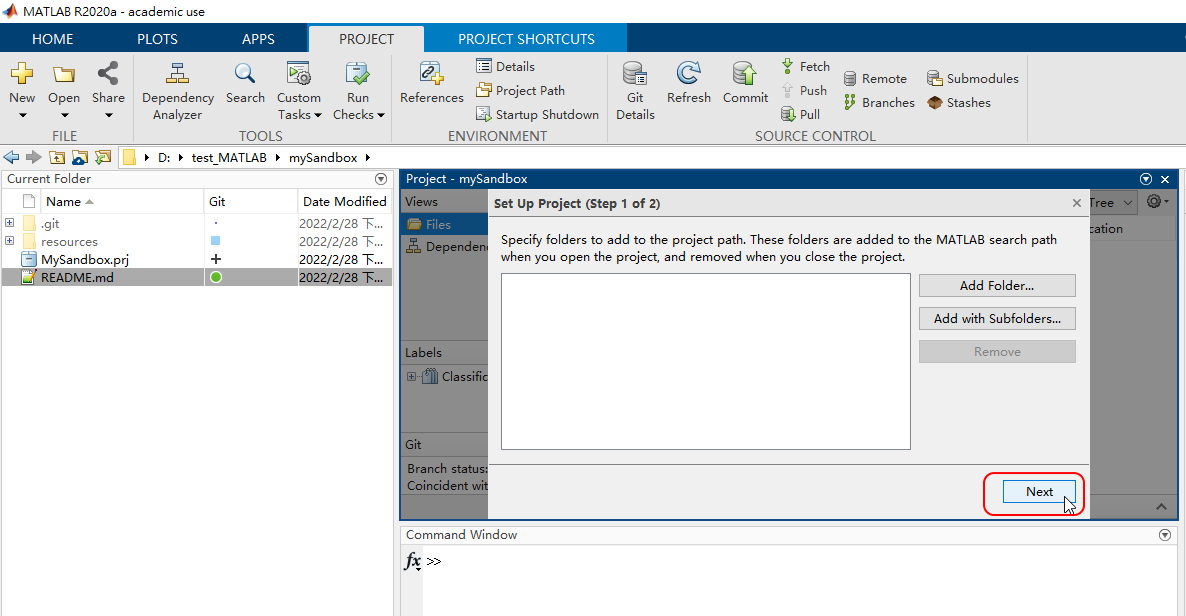 MATLAB R2020a - academic use
HOME PLOTS APPS PROJECT PROJECT SHORTCUTS
New Open Share
FILE
Dependency Analyzer Search Custom Tasks Run Checks
TOOLS
References Details
Project Path
Startup Shutdown
ENVIRONMENT
Git Details Refresh Commit Fetch
Push
Pull
Remote
Branches
Submodules
Stashes
SOURCE CONTROL
D: test_MATLAB mySandbox
Current Folder
Name Git Date Modified
.git 2022/2/28 下...
resources 2022/2/28 下...
MySandbox.prj 2022/2/28 下...
README.md 2022/2/28 下...
Project - mySandbox
Views
Files
Dependen
Labels
Classific
Git
Branch status:
Coincident wit
Tree
cation
Set Up Project (Step 1 of 2)
Specify folders to add to the project path. These folders are added to the MATLAB search path
when you open the project, and removed when you close the project.
Add Folder...
Add with Subfolders...
Remove
Next
Command Window
fx >>